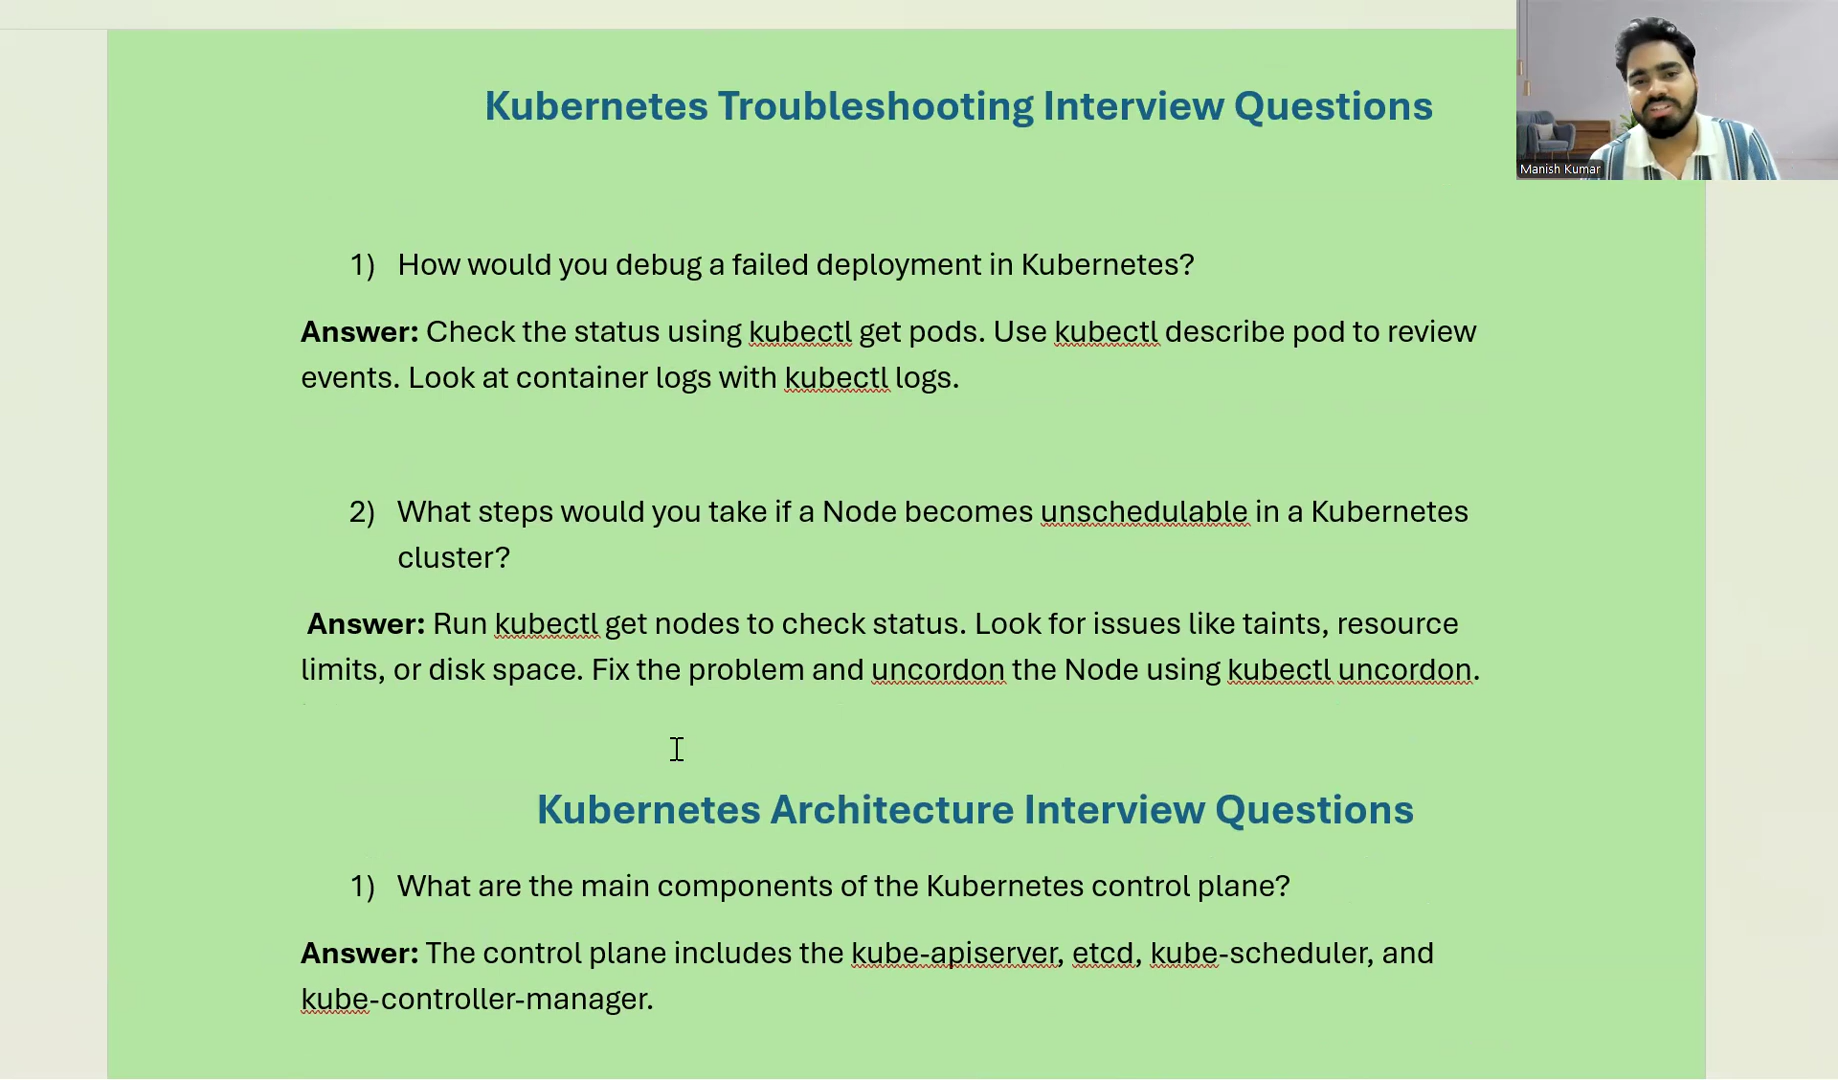 Kubernetes Troubleshooting Interview Questions
Manish Kumar
1) How would you debug a failed deployment in Kubernetes?
Answer: Check the status using kubectl get pods. Use kubectl describe pod to review
events. Look at container logs with kubectl logs.
2) What steps would you take if a Node becomes unschedulable in a Kubernetes
cluster?
Answer: Run kubectl get nodes to check status. Look for issues like taints, resource
limits, or disk space. Fix the problem and uncordon the Node using kubectl uncordon.
Kubernetes Architecture Interview Questions
1) What are the main components of the Kubernetes control plane?
Answer: The control plane includes the kube-apiserver, etcd, kube-scheduler, and
kube-controller-manager.